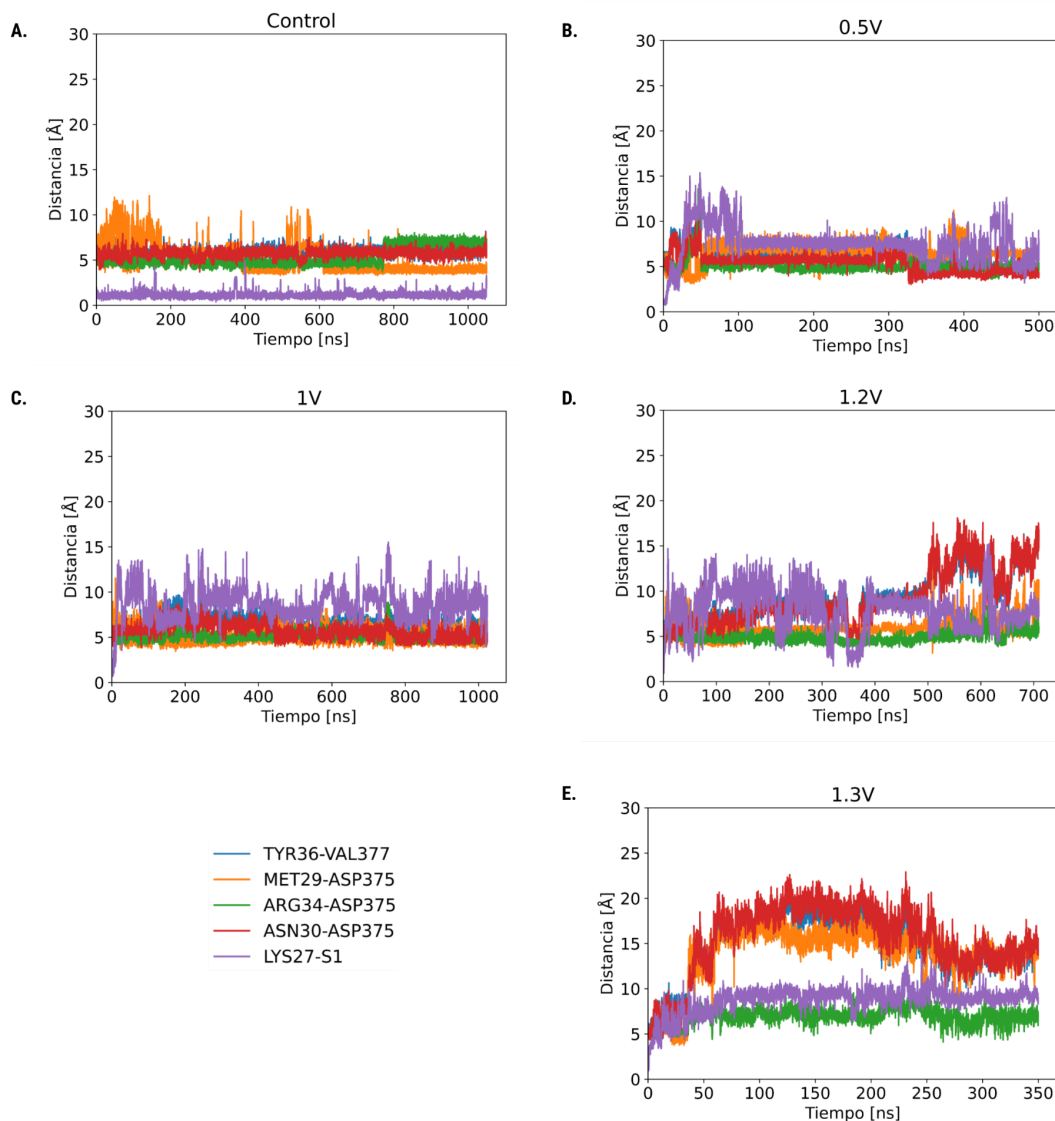 A.
Control
30
25
20
15
10
5
0
Distancia [Å]
0 200 400 600 800 1000
Tiempo [ns]
B.
0.5V
30
25
20
15
10
5
0
Distancia [Å]
0 100 200 300 400 500
Tiempo [ns]
C.
1V
30
25
20
15
10
5
0
Distancia [Å]
0 200 400 600 800 1000
Tiempo [ns]
D.
1.2V
30
25
20
15
10
5
0
Distancia [Å]
0 100 200 300 400 500 600 700
Tiempo [ns]
TYR36-VAL377
MET29-ASP375
ARG34-ASP375
ASN30-ASP375
LYS27-S1
E.
1.3V
30
25
20
15
10
5
0
Distancia [Å]
0 50 100 150 200 250 300 350
Tiempo [ns]